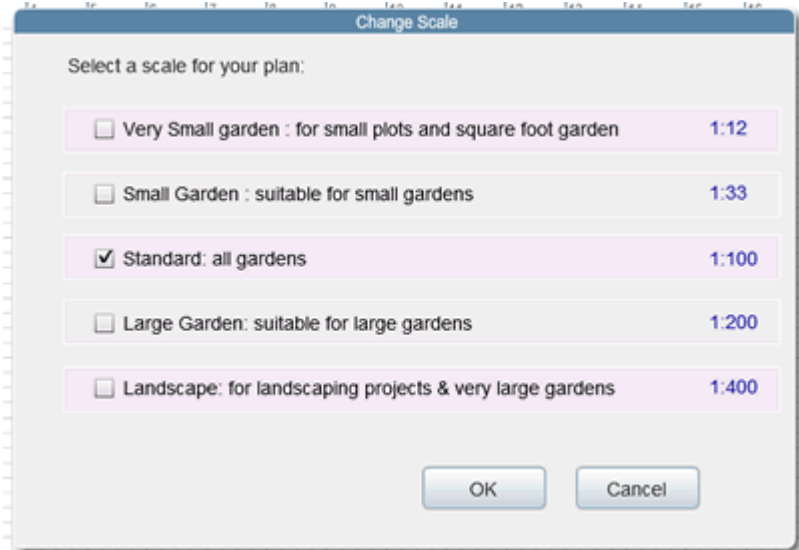 Change Scale
Select a scale for your plan:
Very Small garden : for small plots and square foot garden 1:12
Small Garden : suitable for small gardens 1:33
Standard: all gardens 1:100
Large Garden: suitable for large gardens 1:200
Landscape: for landscaping projects & very large gardens 1:400
OK Cancel